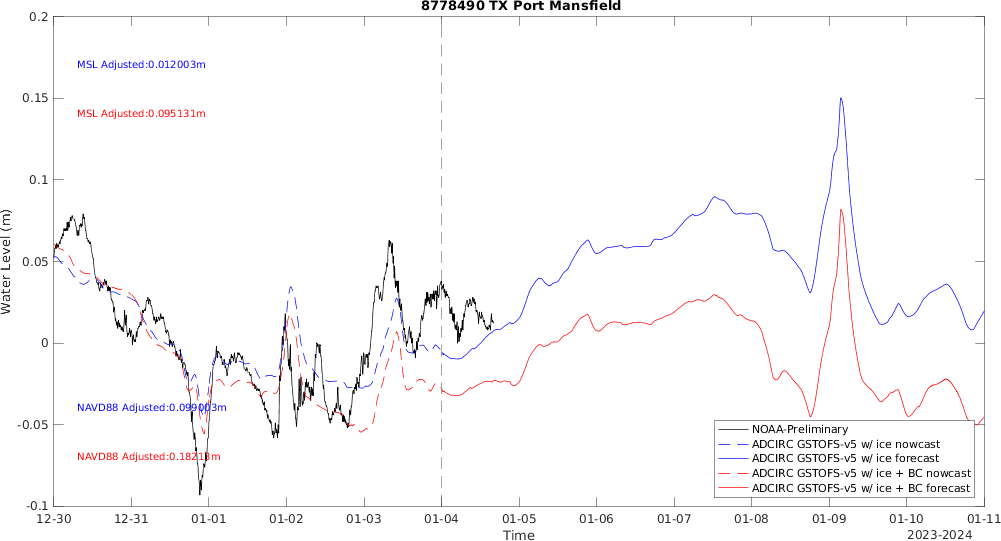 8778490 TX Port Mansfield
0.2
MSL Adjusted:0.012003m
0.15
MSL Adjusted:0.095131m
0.1
0.05
Water Level (m)
0
NAVD88 Adjusted:0.099003m
-0.05
NOAA-Preliminary
ADCIRC GSTOFS-v5 w/ ice nowcast
NAVD88 Adjusted:0.18213m
ADCIRC GSTOFS-v5 w/ ice forecast
ADCIRC GSTOFS-v5 w/ ice + BC nowcast
ADCIRC GSTOFS-v5 w/ ice + BC forecast
-0.1
12-30 12-31 01-01 01-02 01-03 01-04 01-05 01-06 01-07 01-08 01-09 01-10 01-11
Time
2023-2024